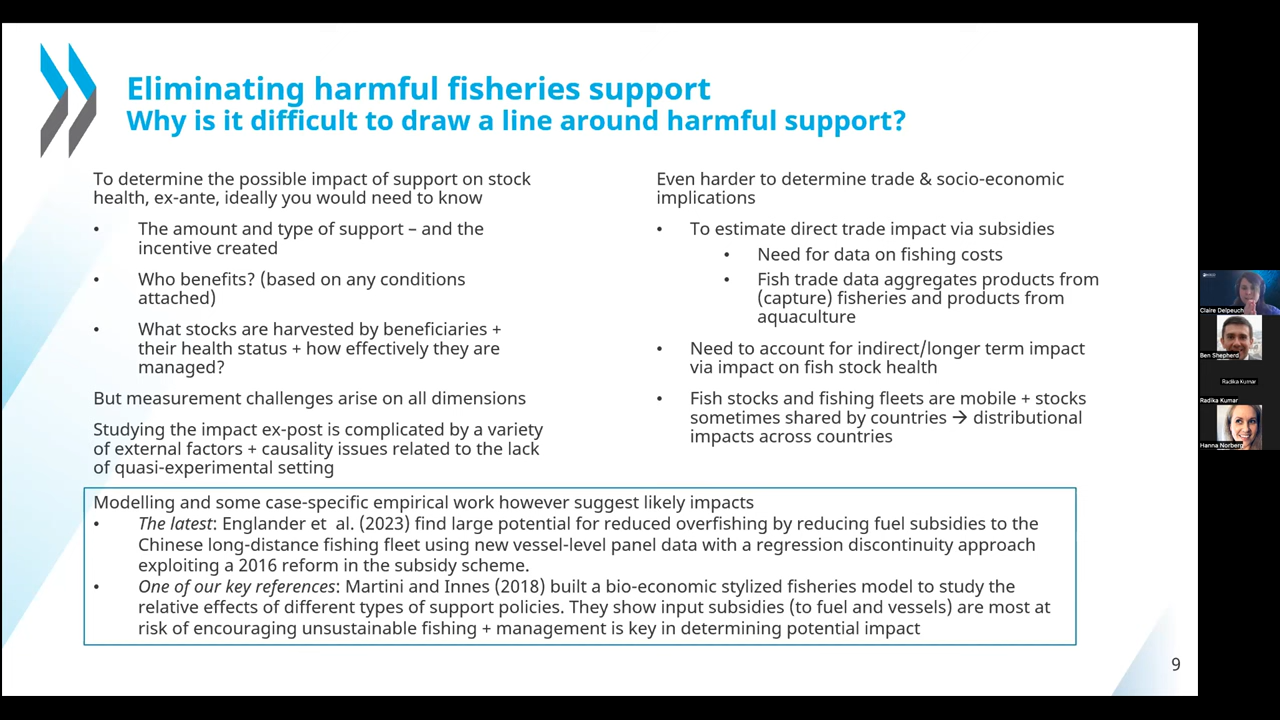 Eliminating harmful fisheries support
Why is it difficult to draw a line around harmful support?
To determine the possible impact of support on stock
health, ex-ante, ideally you would need to know
• The amount and type of support – and the
incentive created
• Who benefits? (based on any conditions
attached)
• What stocks are harvested by beneficiaries +
their health status + how effectively they are
managed?
But measurement challenges arise on all dimensions
Studying the impact ex-post is complicated by a variety
of external factors + causality issues related to the lack
of quasi-experimental setting
Even harder to determine trade & socio-economic
implications
• To estimate direct trade impact via subsidies
• Need for data on fishing costs
• Fish trade data aggregates products from
(capture) fisheries and products from
aquaculture
• Need to account for indirect/longer term impact
via impact on fish stock health
• Fish stocks and fishing fleets are mobile + stocks
sometimes shared by countries → distributional
impacts across countries
Modelling and some case-specific empirical work however suggest likely impacts
• The latest: Englander et al. (2023) find large potential for reduced overfishing by reducing fuel subsidies to the
Chinese long-distance fishing fleet using new vessel-level panel data with a regression discontinuity approach
exploiting a 2016 reform in the subsidy scheme.
• One of our key references: Martini and Innes (2018) built a bio-economic stylized fisheries model to study the
relative effects of different types of support policies. They show input subsidies (to fuel and vessels) are most at
risk of encouraging unsustainable fishing + management is key in determining potential impact
9
Claire Delpeuch
Ben Shepherd
Radika Kumar
Radika Kumar
Hanna Norberg